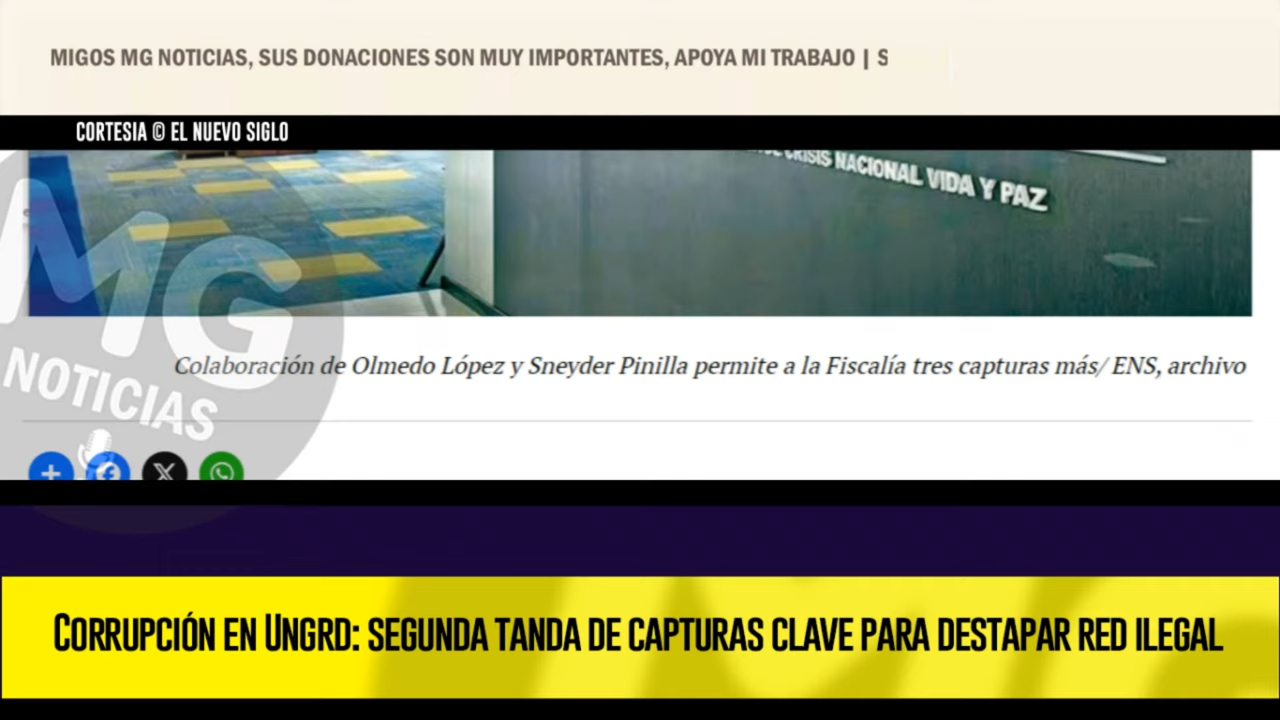 MIGOS MG NOTICIAS, SUS DONACIONES SON MUY IMPORTANTES, APOYA MI TRABAJO | S
CORTESIA © EL NUEVO SIGLO
CRISIS NACIONAL VIDA Y PAZ
MG
NOTICIAS
Colaboración de Olmedo López y Sneyder Pinilla permite a la Fiscalía tres capturas más/ ENS, archivo
CORRUPCIÓN EN UNGRD: SEGUNDA TANDA DE CAPTURAS CLAVE PARA DESTAPAR RED ILEGAL